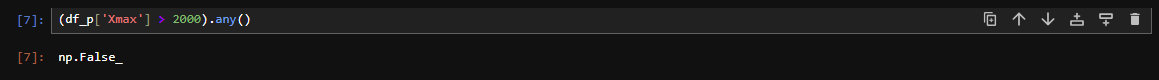 [7]: (df_p['Xmax'] > 2000).any()
[7]: np.False_